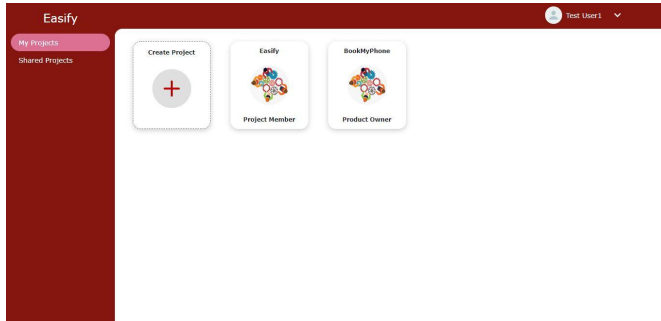 Easify
Test User1
My Projects
Shared Projects
Create Project
Easify
BookMyPhone
Project Member
Product Owner